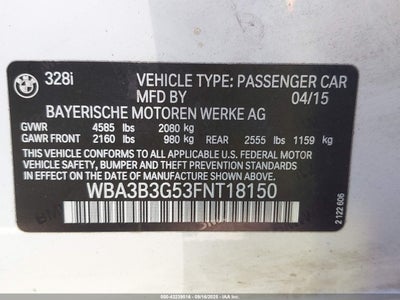 328i
VEHICLE TYPE: PASSENGER CAR
MFD BY 04/15
BAYERISCHE MOTOREN WERKE AG
GVWR 4585 lbs 2080 kg
GAWR FRONT 2160 lbs 980 kg REAR 2555 lbs 1159 kg
THIS VEHICLE CONFORMS TO ALL APPLICABLE FEDERAL
MOTOR VEHICLE SAFETY, BUMPER, AND THEFT PREVENTION
STANDARDS IN EFFECT ON THE DATE OF MANUFACTURE
SHOWN ABOVE.
WBA3B3G53FNT18150
2 122 606